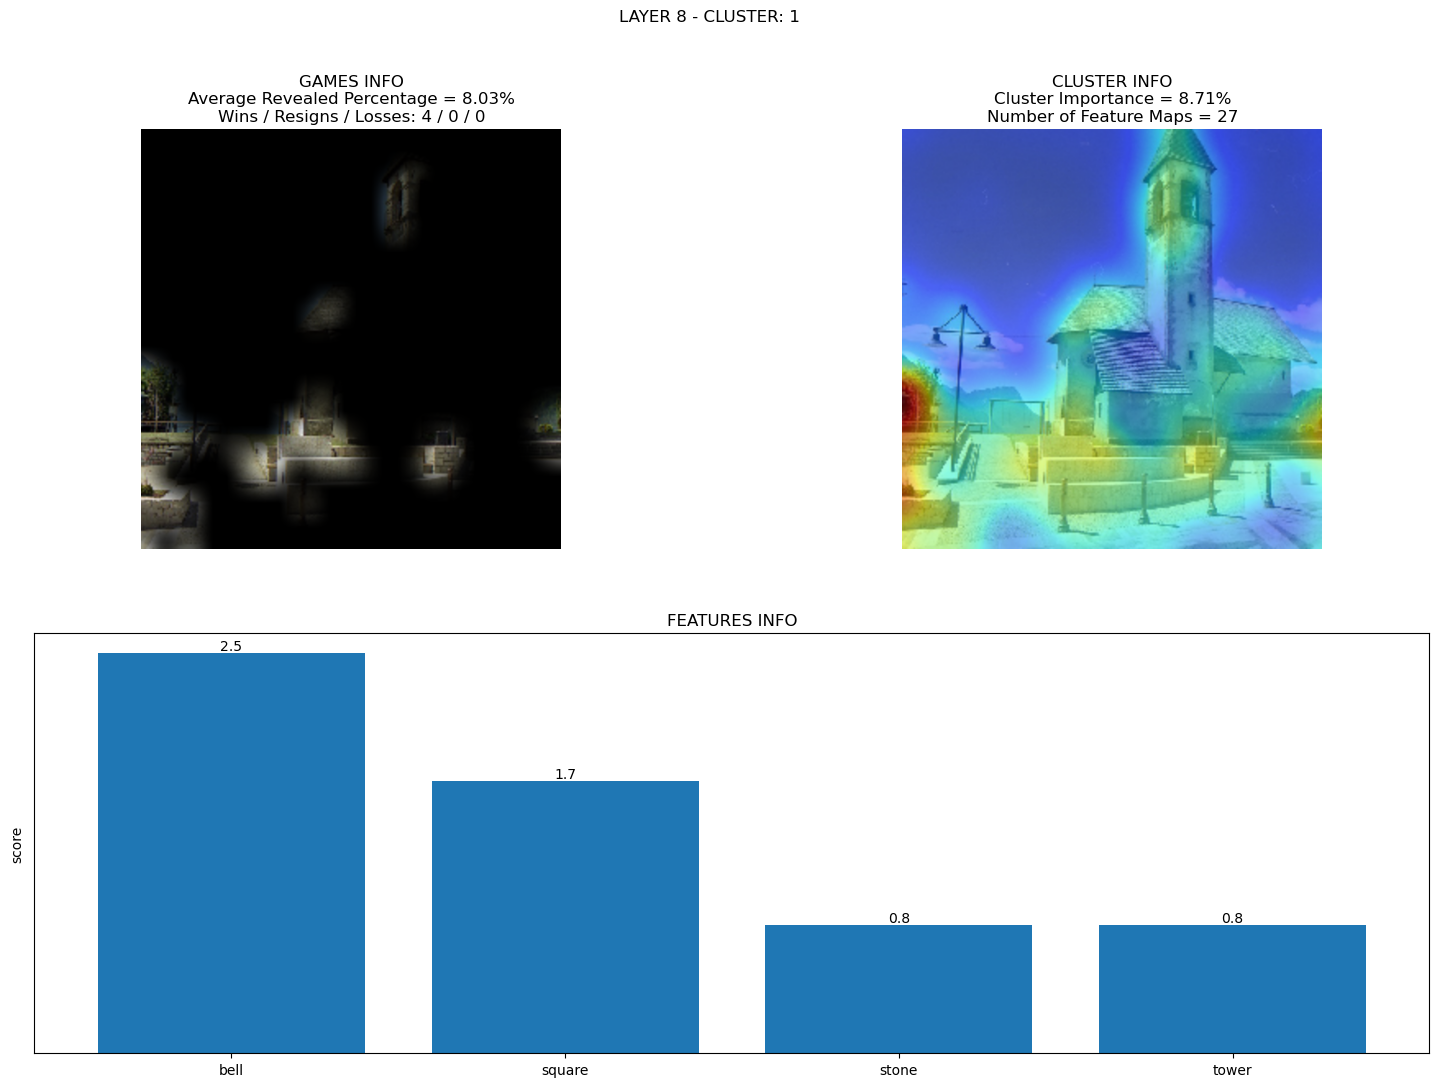 LAYER 8 - CLUSTER: 1
GAMES INFO
Average Revealed Percentage = 8.03%
Wins / Resigns / Losses: 4 / 0 / 0
CLUSTER INFO
Cluster Importance = 8.71%
Number of Feature Maps = 27
FEATURES INFO
score
2.5
1.7
0.8
0.8
bell
square
stone
tower